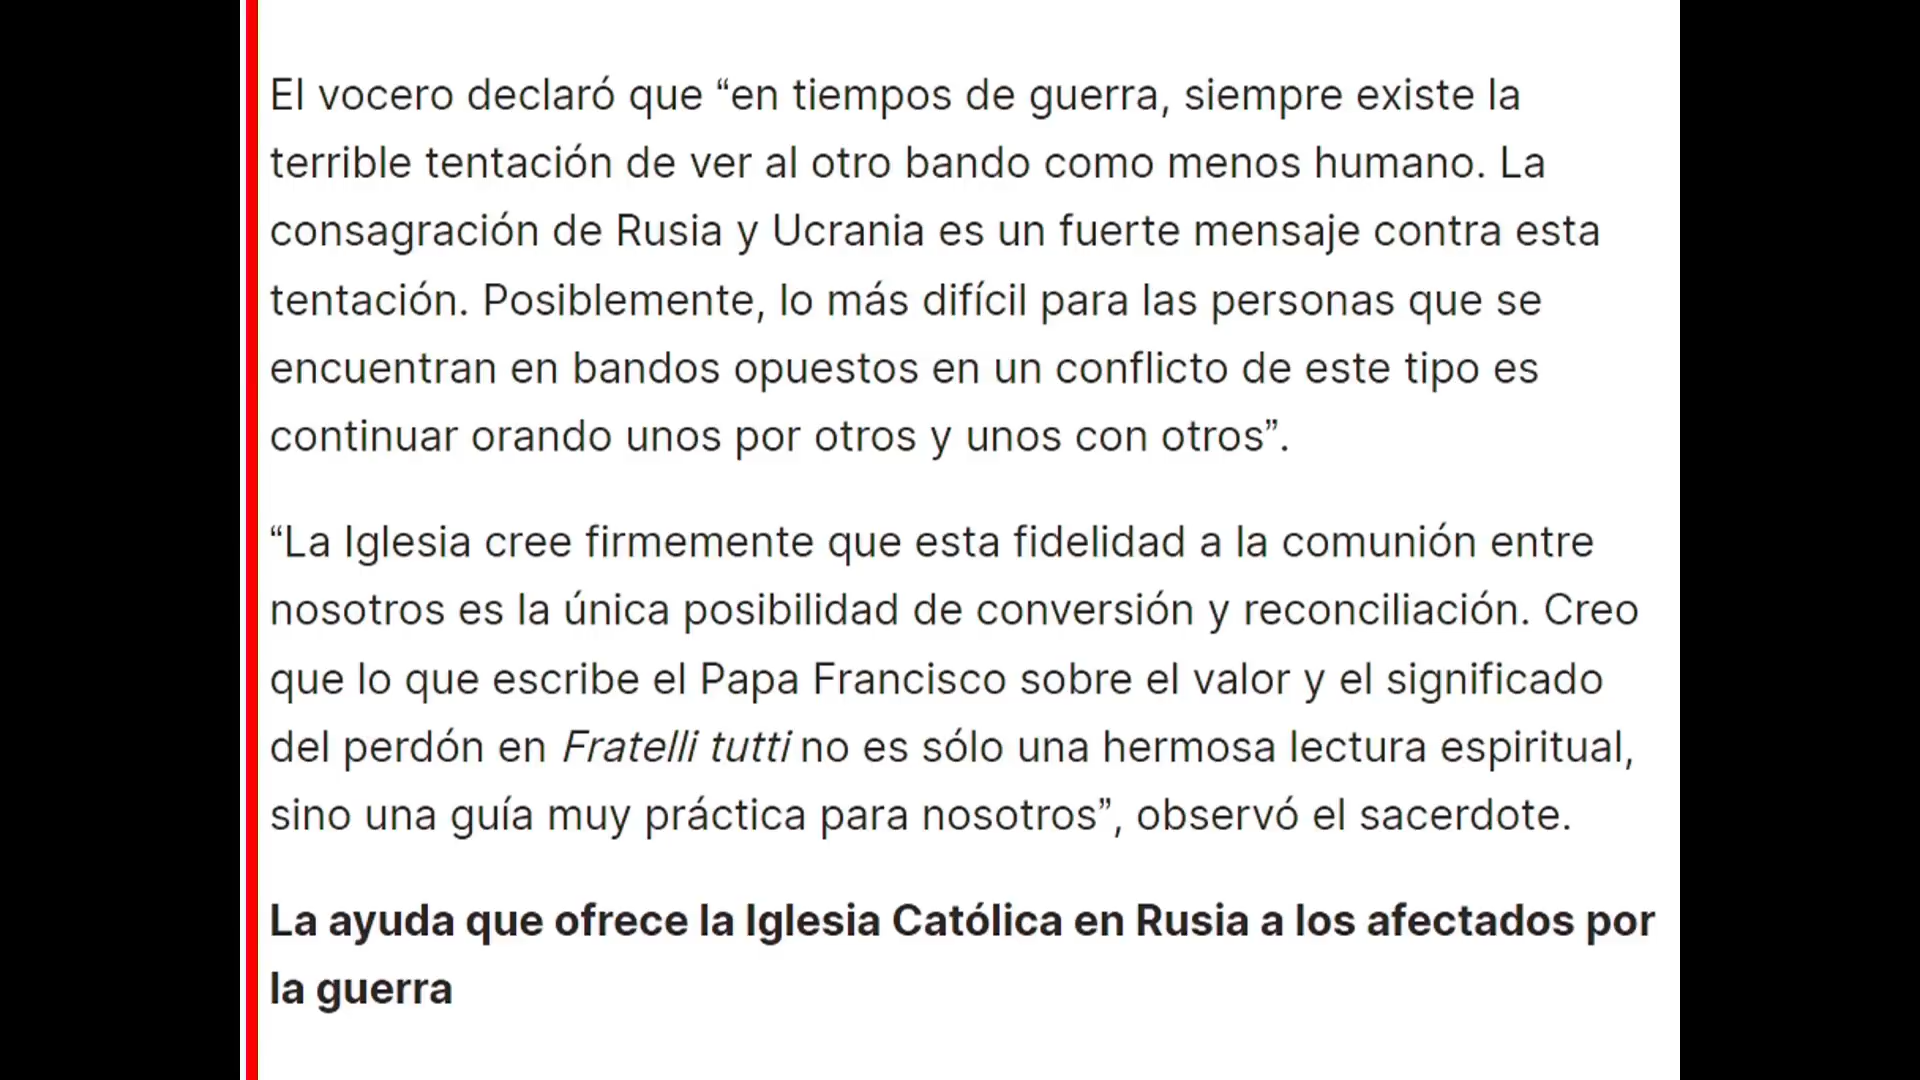 El vocero declaró que “en tiempos de guerra, siempre existe la
terrible tentación de ver al otro bando como menos humano. La
consagración de Rusia y Ucrania es un fuerte mensaje contra esta
tentación. Posiblemente, lo más difícil para las personas que se
encuentran en bandos opuestos en un conflicto de este tipo es
continuar orando unos por otros y unos con otros”.
“La Iglesia cree firmemente que esta fidelidad a la comunión entre
nosotros es la única posibilidad de conversión y reconciliación. Creo
que lo que escribe el Papa Francisco sobre el valor y el significado
del perdón en Fratelli tutti no es sólo una hermosa lectura espiritual,
sino una guía muy práctica para nosotros”, observó el sacerdote.
La ayuda que ofrece la Iglesia Católica en Rusia a los afectados por
la guerra